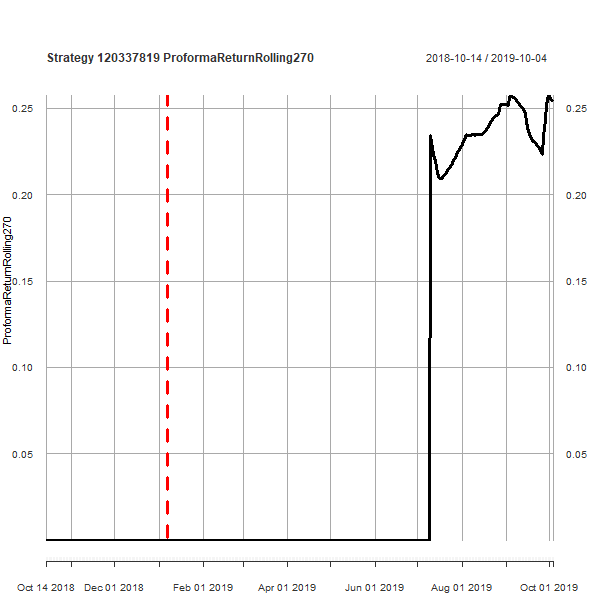 Strategy 120337819 ProformaReturnRolling270
2018-10-14 / 2019-10-04
ProformaReturnRolling270
0.25 0.25
0.20 0.20
0.15 0.15
0.10 0.10
0.05 0.05
Oct 14 2018 Dec 01 2018 Feb 01 2019 Apr 01 2019 Jun 01 2019 Aug 01 2019 Oct 01 2019